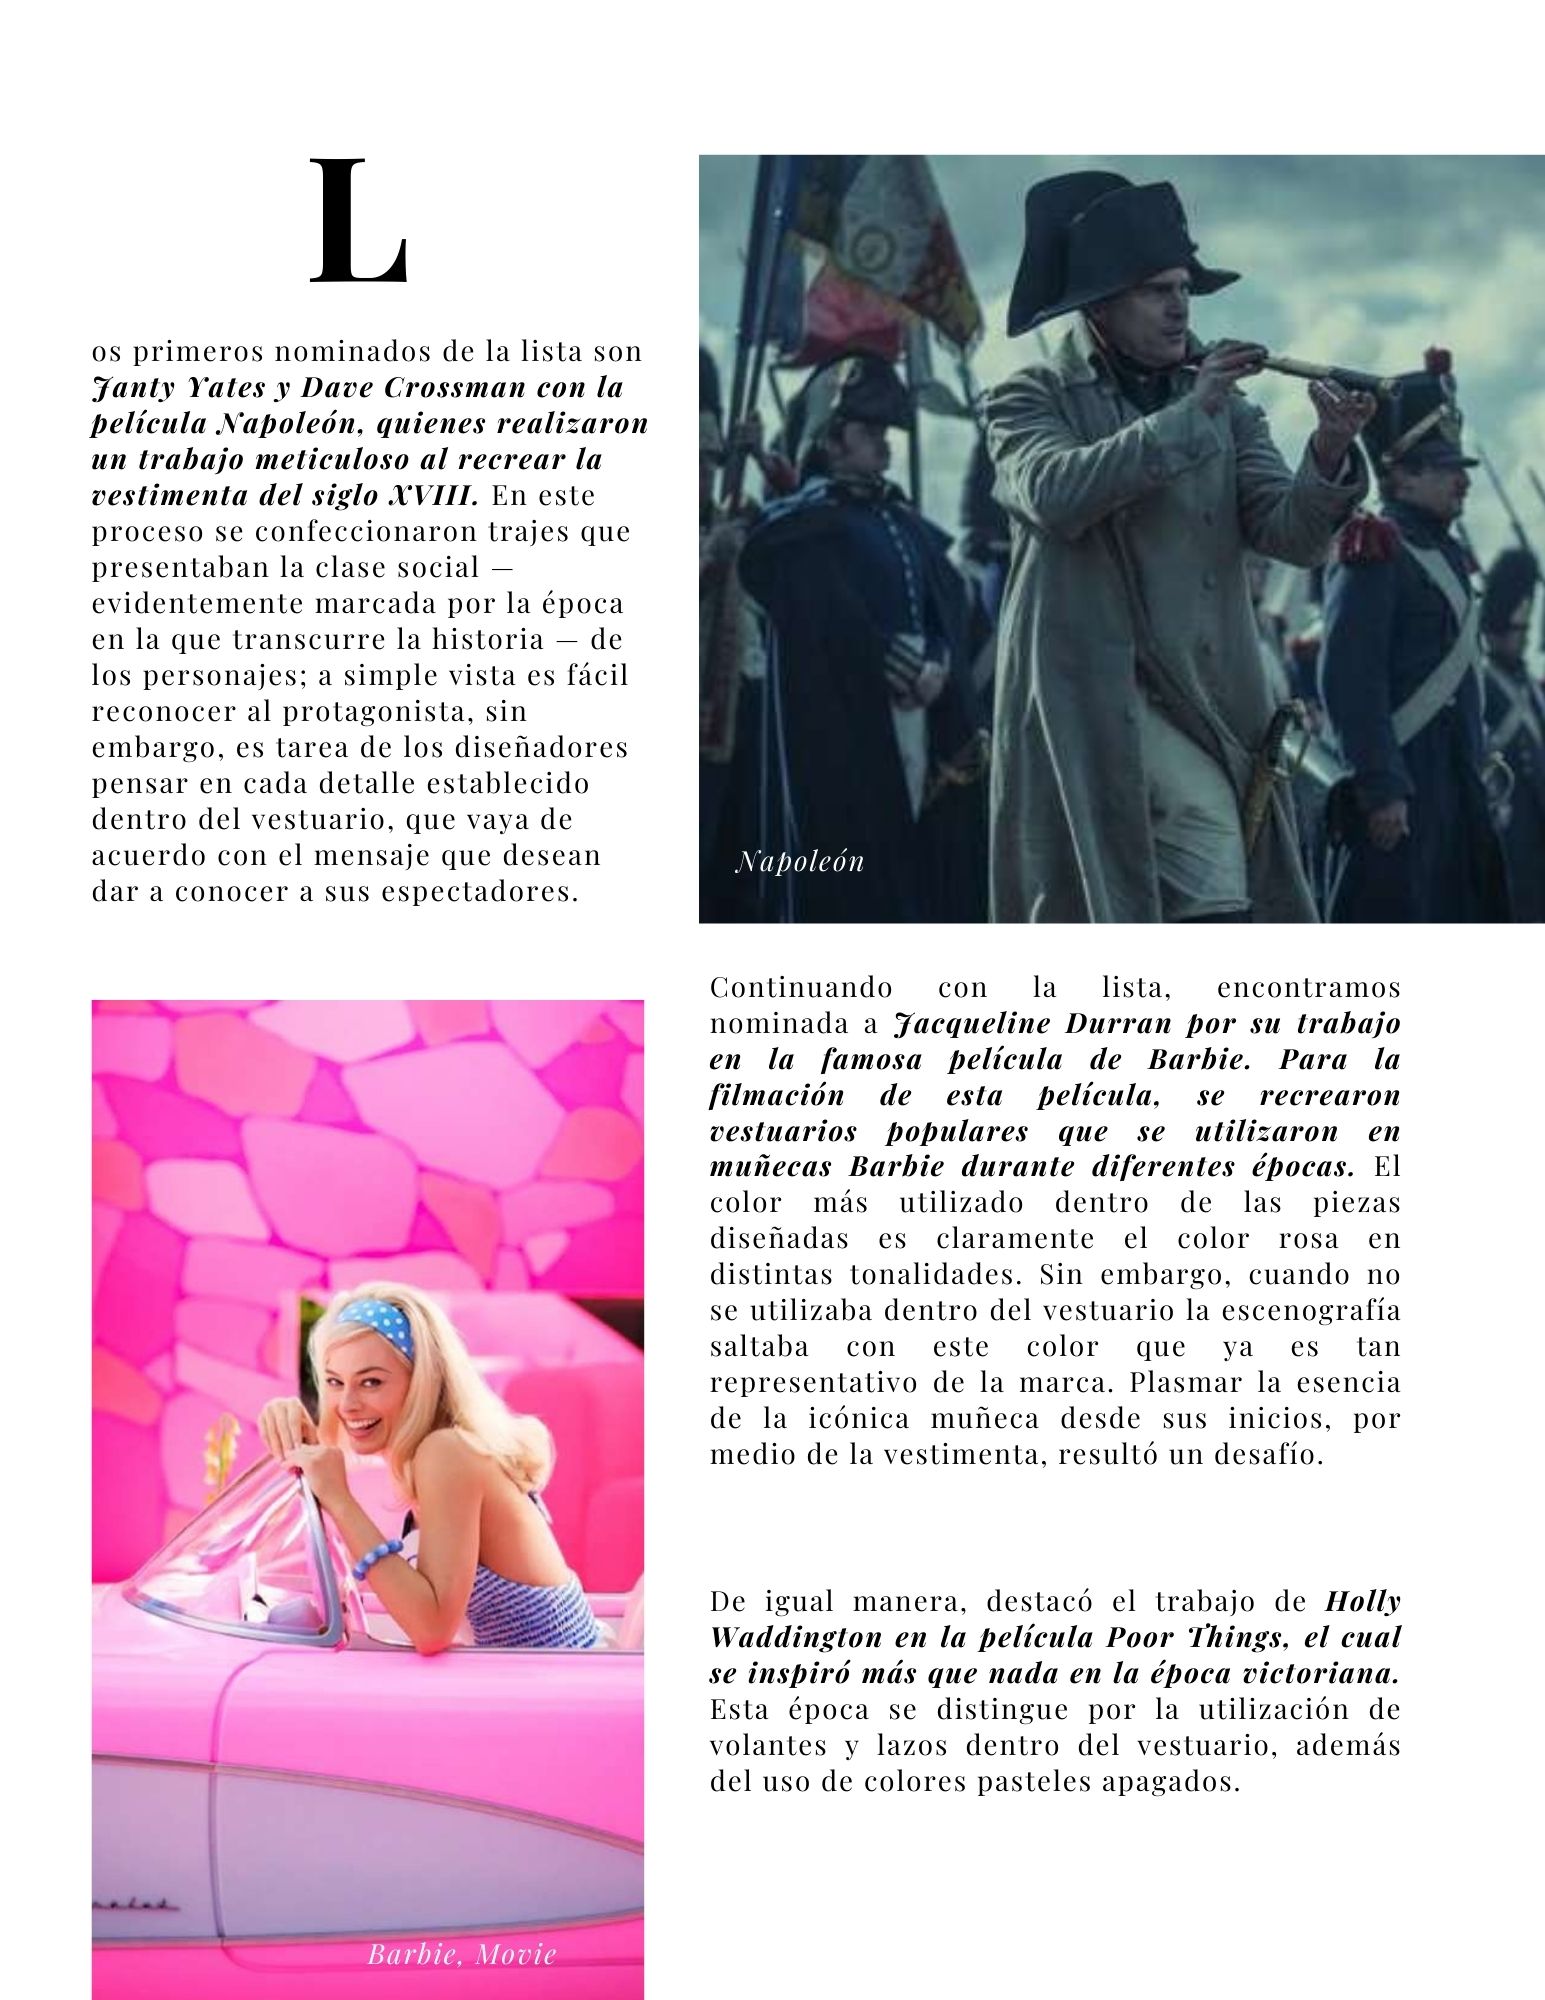 L
os primeros nominados de la lista son
Janty Yates y Dave Crossman con la
película Napoleón, quienes realizaron
un trabajo meticuloso al recrear la
vestimenta del siglo XVIII. En este
proceso se confeccionaron trajes que
presentaban la clase social —
evidentemente marcada por la época
en la que transcurre la historia — de
los personajes; a simple vista es fácil
reconocer al protagonista, sin
embargo, es tarea de los diseñadores
pensar en cada detalle establecido
dentro del vestuario, que vaya de
acuerdo con el mensaje que desean
dar a conocer a sus espectadores.
Napoleón
Continuando con la lista, encontramos
nominada a Jacqueline Durran por su trabajo
en la famosa película de Barbie. Para la
filmación de esta película, se recrearon
vestuarios populares que se utilizaron en
muñecas Barbie durante diferentes épocas. El
color más utilizado dentro de las piezas
diseñadas es claramente el color rosa en
distintas tonalidades. Sin embargo, cuando no
se utilizaba dentro del vestuario la escenografía
saltaba con este color que ya es tan
representativo de la marca. Plasmar la esencia
de la icónica muñeca desde sus inicios, por
medio de la vestimenta, resultó un desafío.
De igual manera, destacó el trabajo de Holly
Waddington en la película Poor Things, el cual
se inspiró más que nada en la época victoriana.
Esta época se distingue por la utilización de
volantes y lazos dentro del vestuario, además
del uso de colores pasteles apagados.
Barbie, Movie